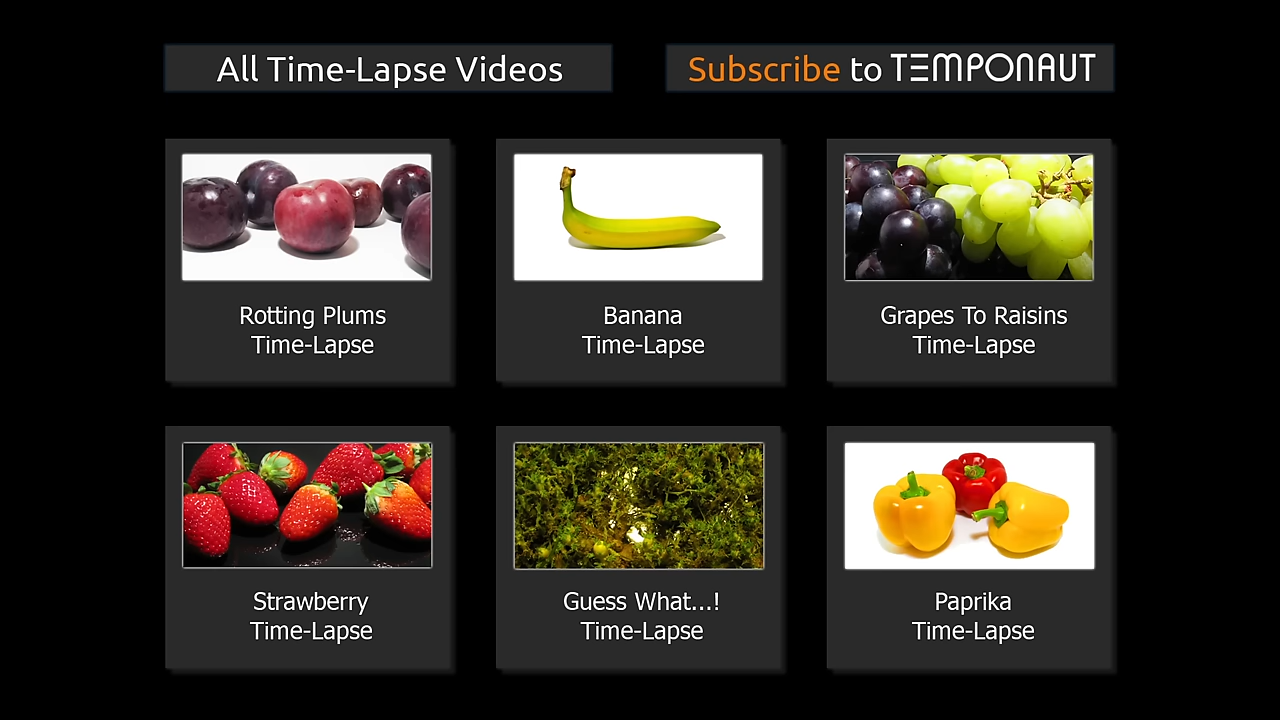 All Time-Lapse Videos
Subscribe to TEMPONAUT
Rotting Plums
Time-Lapse
Banana
Time-Lapse
Grapes To Raisins
Time-Lapse
Strawberry
Time-Lapse
Guess What...!
Time-Lapse
Paprika
Time-Lapse